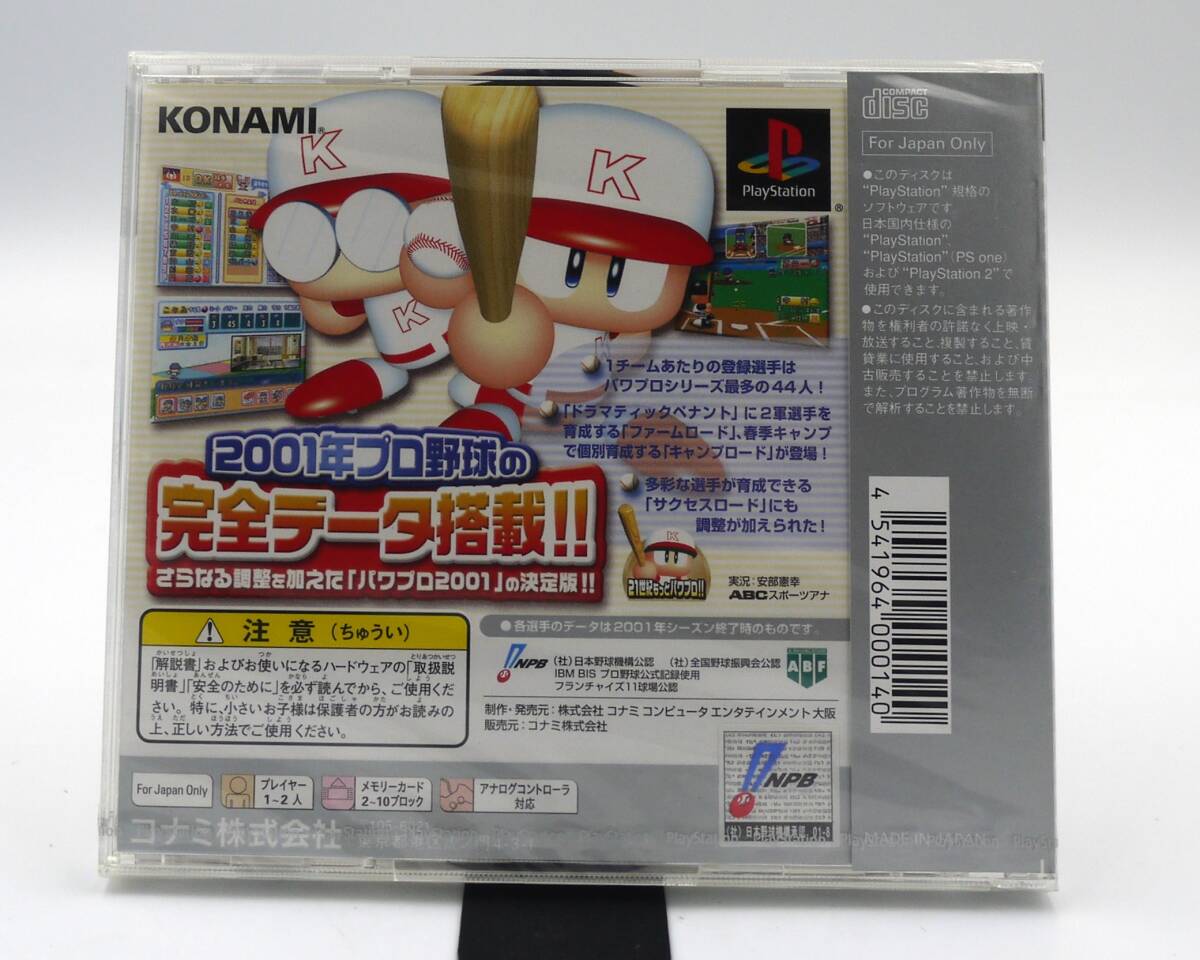 KONAMI®
K
K
K
PlayStation
®
1チームあたりの登録選手は
パワプロシリーズ最多の44人!
「ドラマティックペナント」に2軍選手を
育成する「ファームロード」、春季キャンプ
で個別育成する「キャンプロード」が登場!
多彩な選手が育成できる
「サクセスロード」にも
調整が加えられた!
2001年プロ野球の
完全データ搭載!!
さらなる調整を加えた「パワプロ2001」の決定版!!
K
21世紀もっとパワプロ!!
実況:安部憲幸
ABCスポーツアナ
注意(ちゅうい)
「解説書」およびお使いになるハードウェアの「取扱説
明書」「安全のために」を必ず読んでから、ご使用くだ
さい。特に、小さいお子様は保護者の方がお読みの
上、正しい方法でご使用ください。
●各選手のデータは2001年シーズン終了時のものです。
NPB
(社)日本野球機構公認 (社)全国野球振興会公認
IBM BIS プロ野球公式記録使用
フランチャイズ11球場公認
ABF
制作・発売元:株式会社 コナミ コンピュータ エンタテインメント 大阪
販売元:コナミ株式会社
NPB
(社)日本野球機構承認 01-8
For Japan Only
プレイヤー
1~2人
メモリーカード
2~10ブロック
アナログコントローラ
対応
コナミ株式会社
MADE IN JAPAN
COMPACT
disc
For Japan Only
●このディスクは
“PlayStation” 規格の
ソフトウェアです
日本国内仕様の
“PlayStation”、
“PlayStation”(PS one)
および“PlayStation 2”で
使用できます。
●このディスクに含まれる著作
物を権利者の許諾なく上映・
放送すること、複製すること、賃
貸業に使用すること、および中
古販売することを禁止します
また、プログラム著作物を無断
で解析することを禁止します。
4 541964 000140